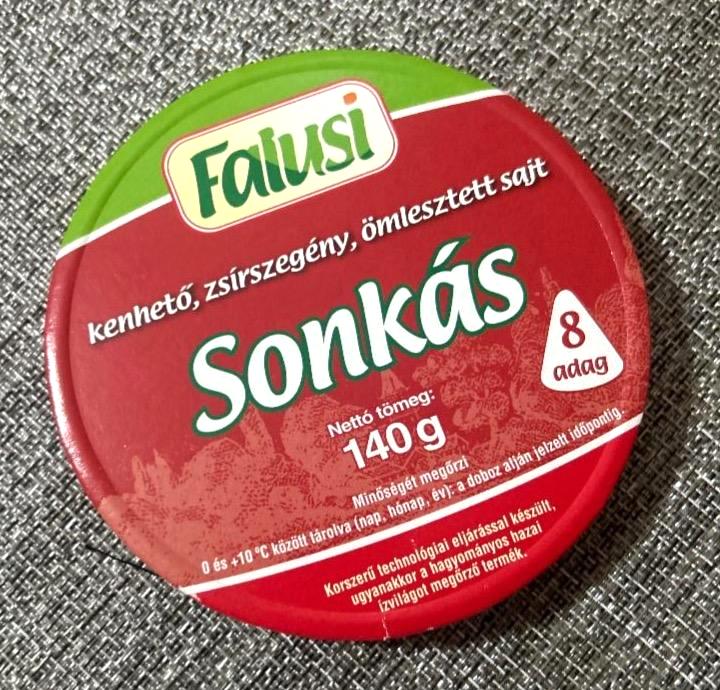 Falusi
kenhető, zsírszegény, ömlesztett sajt
Sonkás
8
adag
Nettó tömeg:
140 g
Minőségét megőrzi
0 és +10 °C között tárolva (nap, hónap, év): a doboz alján jelzett időpontig.
Korszerű technológiai eljárással készült,
ugyanakkor a hagyományos hazai
ízvilágot megőrző termék.